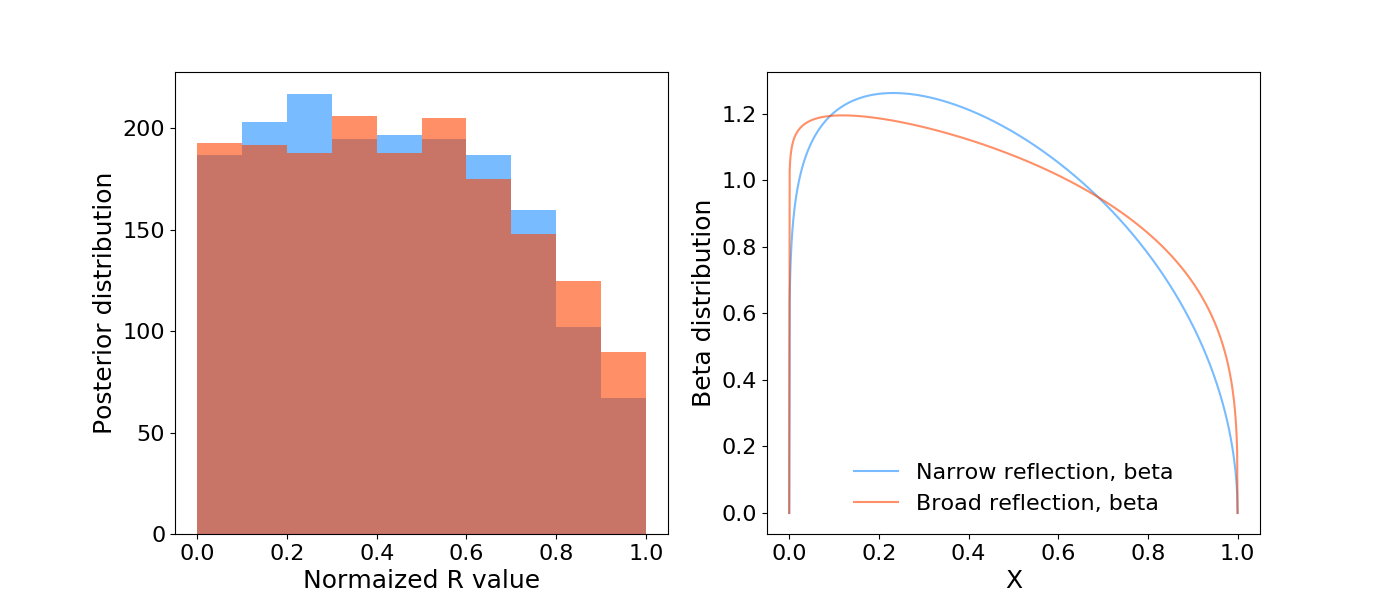 Posterior distribution
200
150
100
50
0
0.0 0.2 0.4 0.6 0.8 1.0
Normaized R value
Beta distribution
1.2
1.0
0.8
0.6
0.4
0.2
0.0
Narrow reflection, beta
Broad reflection, beta
0.0 0.2 0.4 0.6 0.8 1.0
X